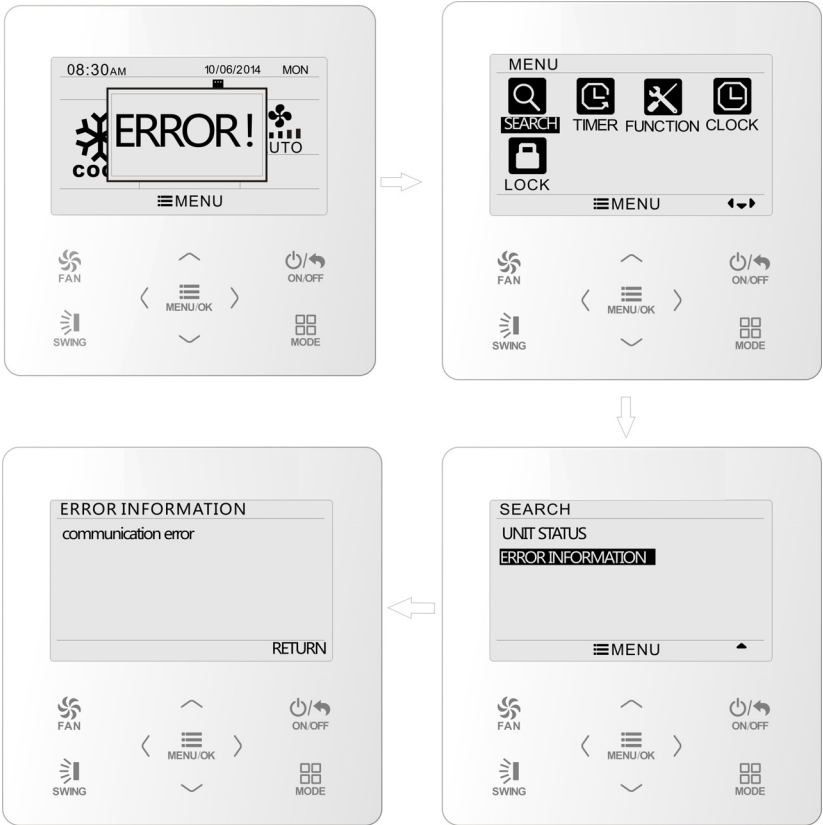 08:30AM 10/06/2014 MON
ERROR!
COO
UTO
MENU
FAN
ON/OFF
MENU/OK
SWING
MODE
MENU
SEARCH TIMER FUNCTION CLOCK
LOCK
MENU
FAN
ON/OFF
MENU/OK
SWING
MODE
ERROR INFORMATION
communication error
RETURN
FAN
ON/OFF
MENU/OK
SWING
MODE
SEARCH
UNIT STATUS
ERROR INFORMATION
MENU
FAN
ON/OFF
MENU/OK
SWING
MODE